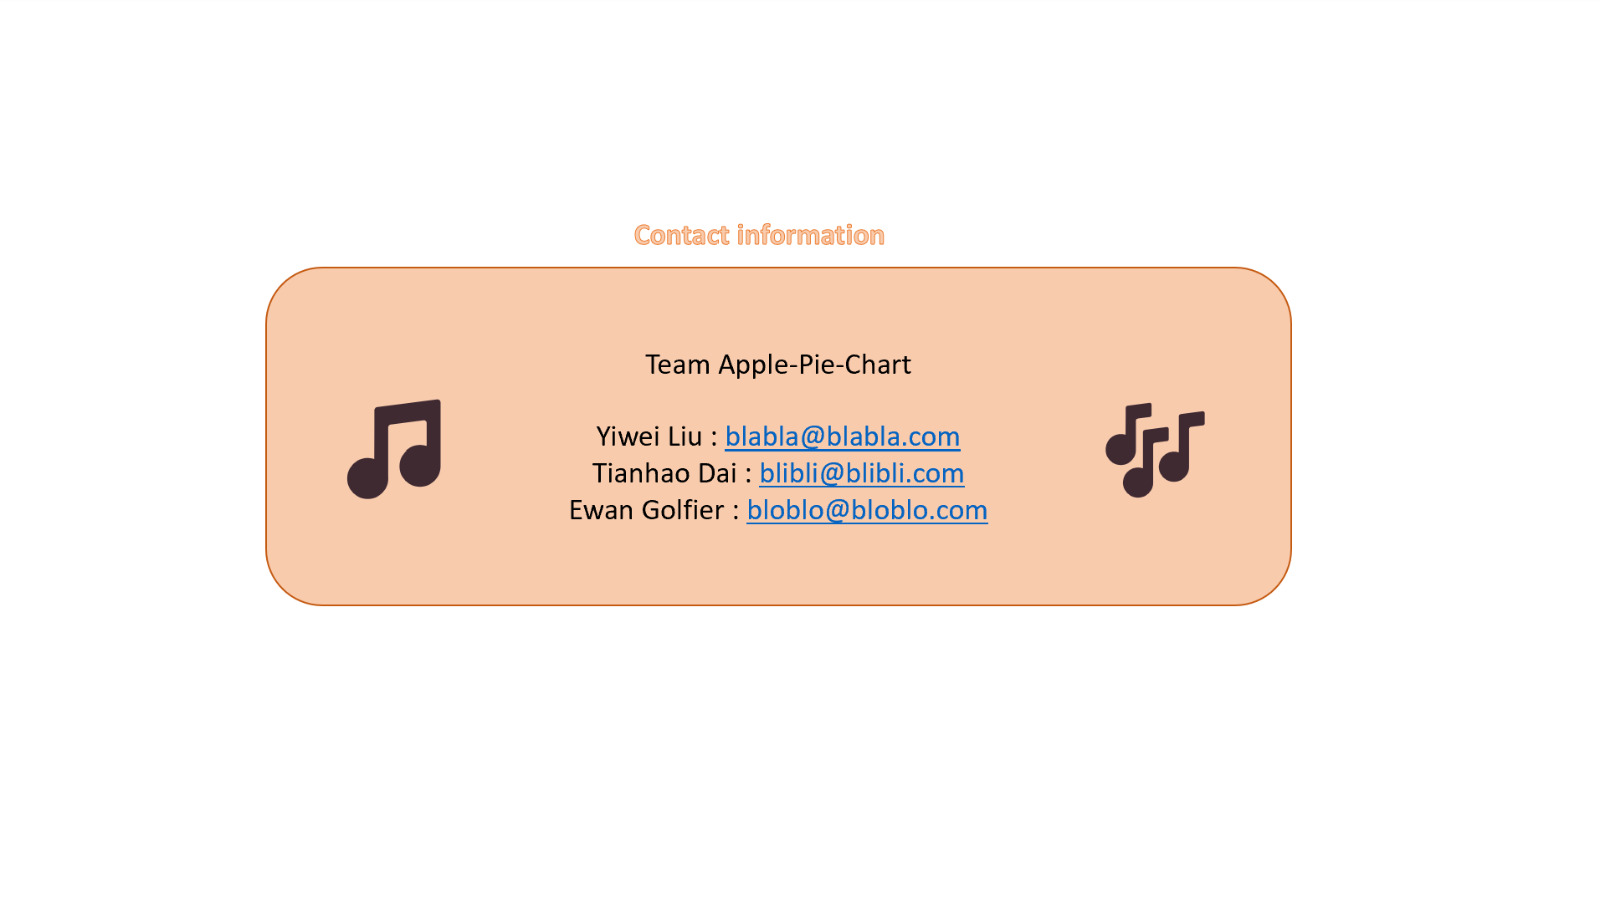 Contact information
Team Apple-Pie-Chart
Yiwei Liu : blabla@blabla.com
Tianhao Dai : blibli@blibli.com
Ewan Golfier : bloblo@bloblo.com